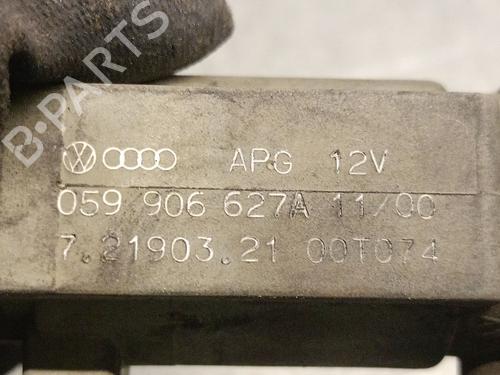 B-PARTS
APG 12V
059 906 627A 11/00
7.21903.21 00T074